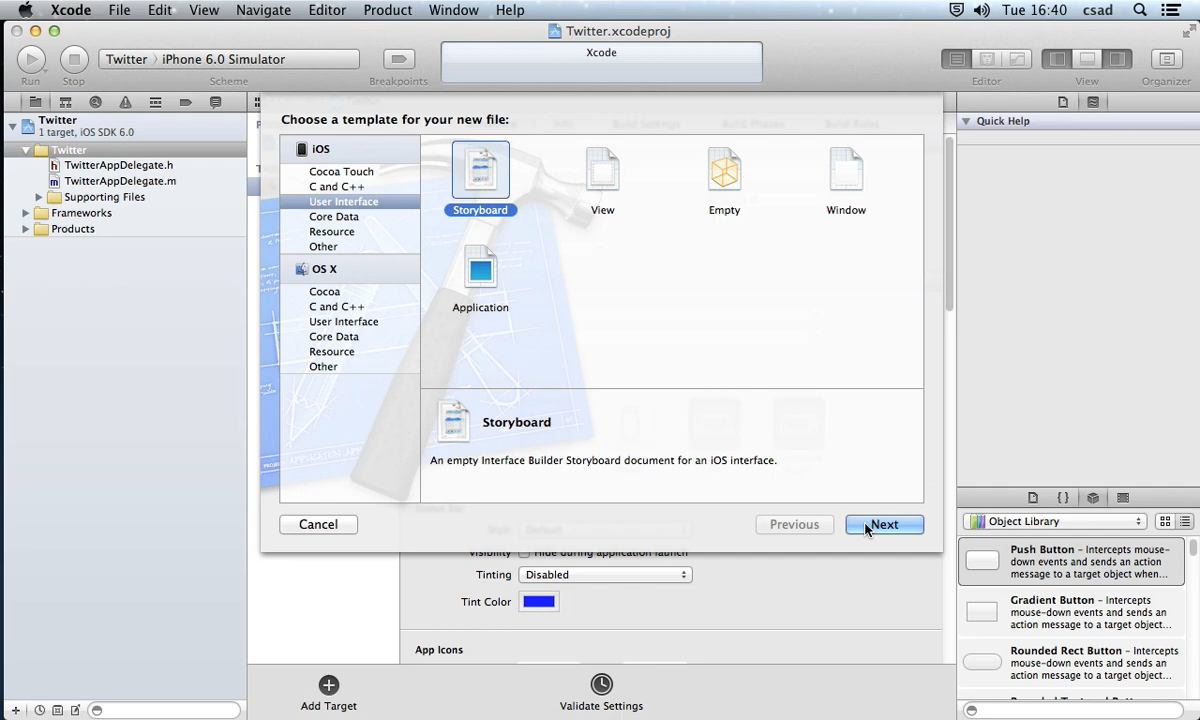 Xcode File Edit View Navigate Editor Product Window Help
Tue 16:40 csad
Twitter.xcodeproj
Twitter 〉 iPhone 6.0 Simulator
Xcode
Run Stop Scheme Breakpoints Editor View Organizer
Twitter
1 target, iOS SDK 6.0
Twitter
h TwitterAppDelegate.h
m TwitterAppDelegate.m
Supporting Files
Frameworks
Products
Choose a template for your new file:
iOS
Cocoa Touch
C and C++
User Interface
Core Data
Resource
Other
OS X
Cocoa
C and C++
User Interface
Core Data
Resource
Other
Storyboard
View
Empty
Window
Application
Storyboard
An empty Interface Builder Storyboard document for an iOS interface.
Cancel
Previous
Next
Visibility Hide during application launch
Tinting Disabled
Tint Color
App Icons
Add Target
Validate Settings
Quick Help
{ }
Object Library
Push Button – Intercepts mouse-
down events and sends an action
message to a target object when...
Gradient Button – Intercepts
mouse-down events and sends an
action message to a target object...
Rounded Rect Button – Intercepts
mouse-down events and sends an
action message to a target object...